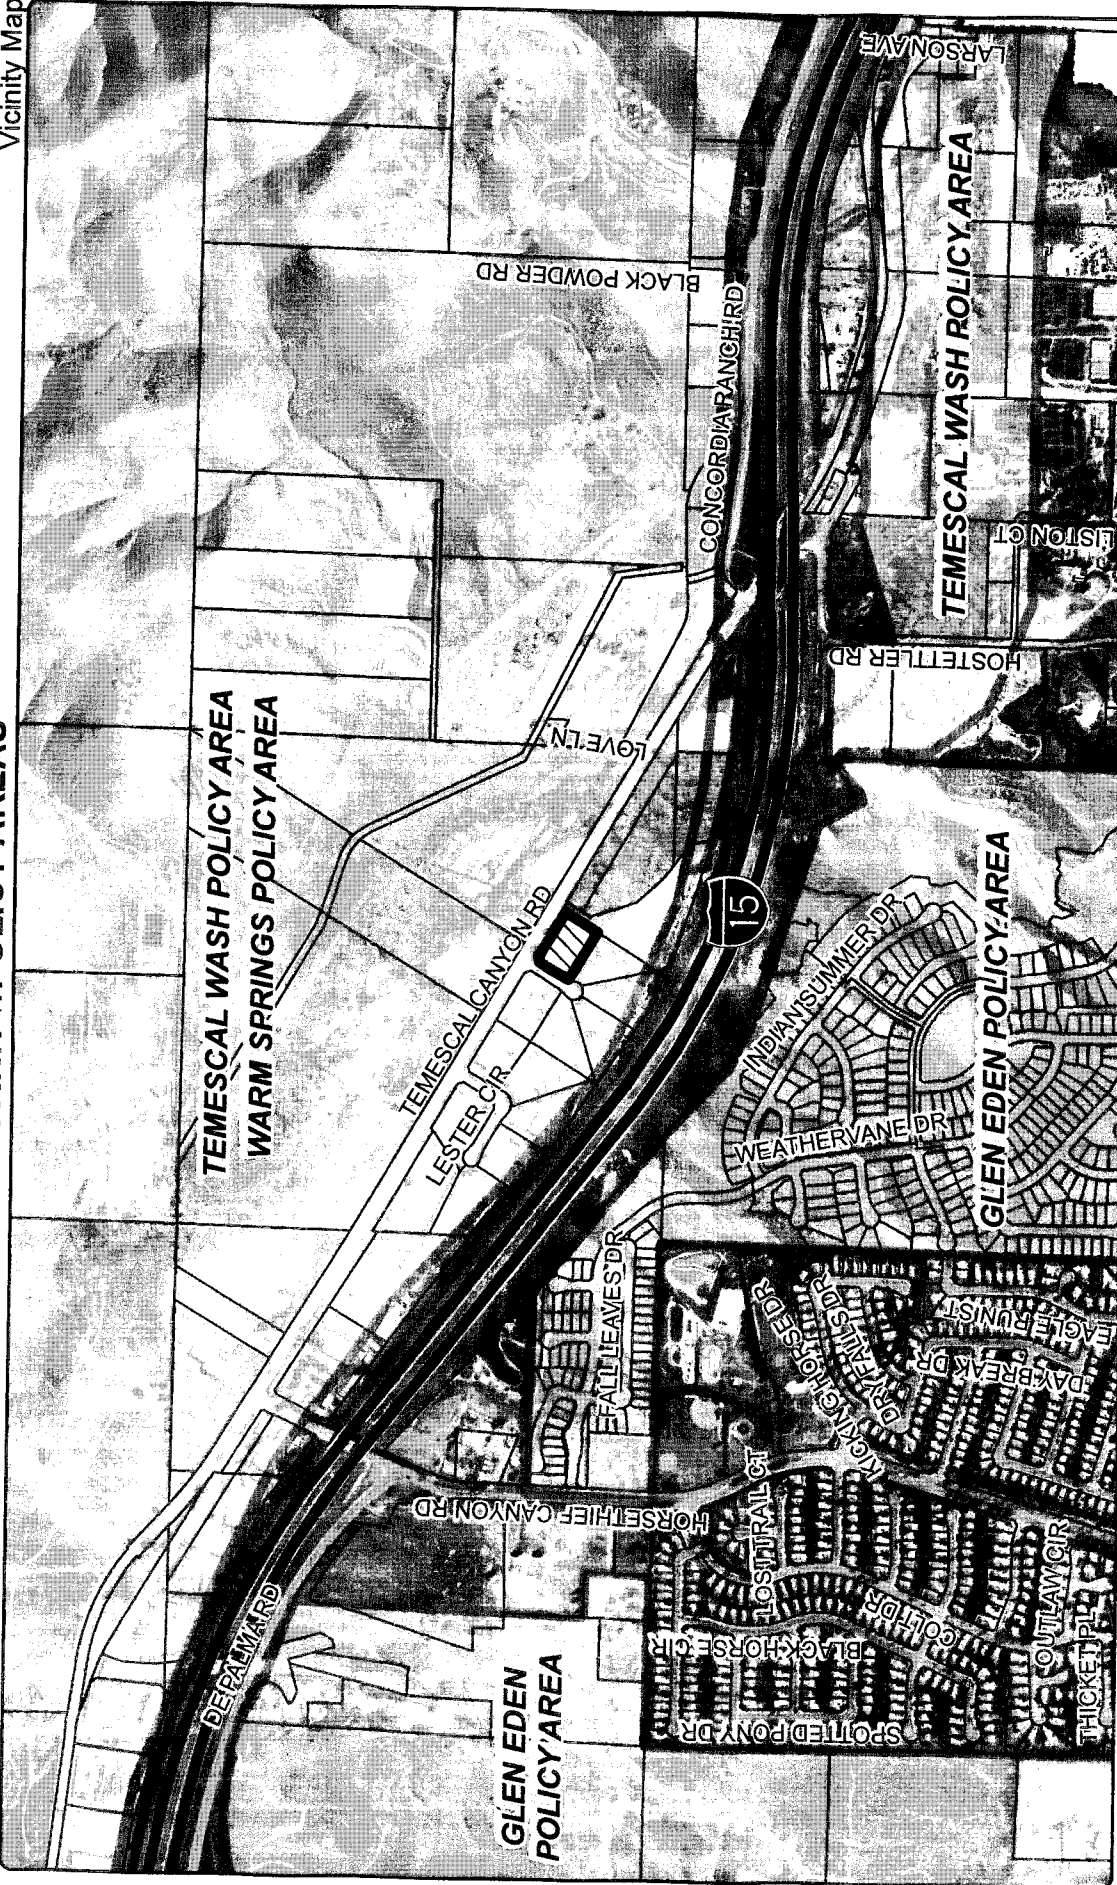 Vicinity Map
POLICY AREAS
TEMESCAL WASH POLICY AREA
WARM SPRINGS POLICY AREA
BLACK POWDER RD
LARSON AVE
CONCORDIA RANCH RD
TEMESCAL WASH POLICY AREA
LISTON CT
HOSTETTLER RD
LOVE LN
TEMESCAL CANYON RD
LESTER CIR
15
INDIAN SUMMER DR
WEATHERVANE DR
GLEN EDEN POLICY AREA
FALL LEAVES DR
HORSETHIEF CANYON RD
DE PALMA RD
GLEN EDEN
POLICY AREA
KICKING HORSE DR
DRY FALLS DR
DAYBREAK DR
EAGLE RUN ST
LOST TRAIL CT
COLT DR
BLACK HORSE CIR
SPOTTED PONY DR
OUTLAW CIR
THICKET PL